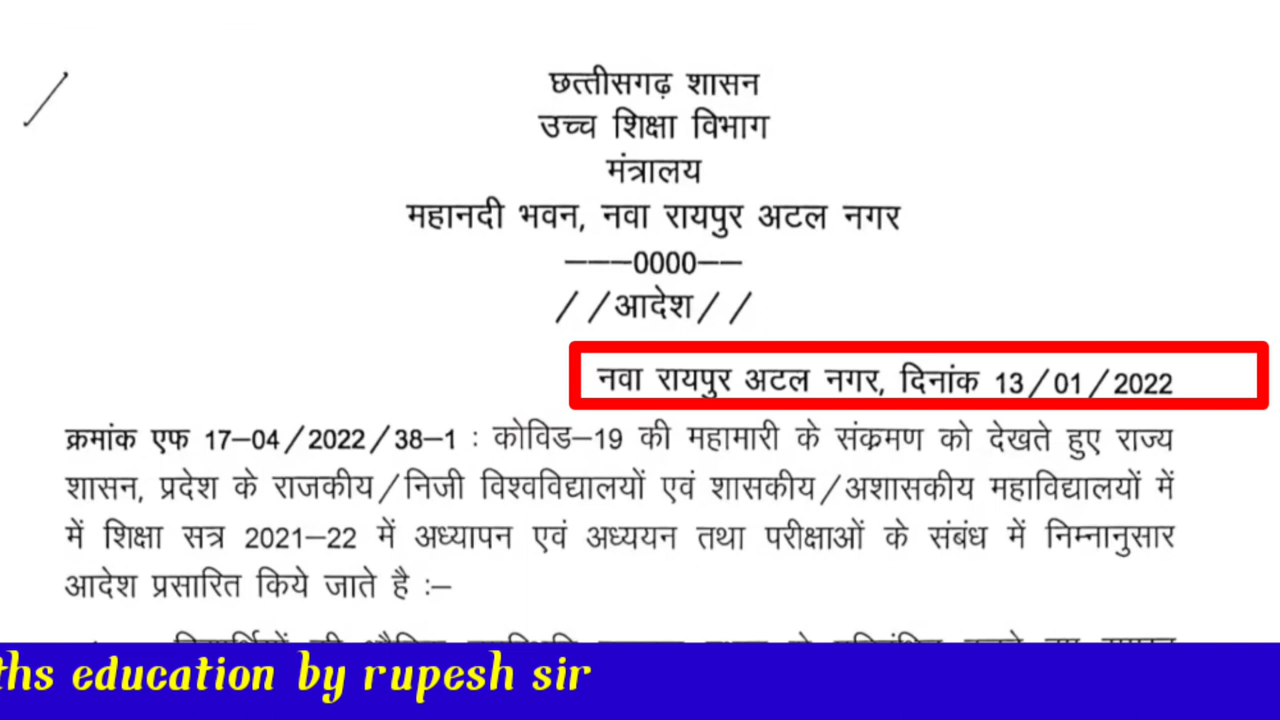 छत्तीसगढ़ शासन
उच्च शिक्षा विभाग
मंत्रालय
महानदी भवन, नवा रायपुर अटल नगर
———0000——
//आदेश//
नवा रायपुर अटल नगर, दिनांक 13/01/2022
क्रमांक एफ 17—04/2022/38—1 : कोविड—19 की महामारी के संक्रमण को देखते हुए राज्य
शासन, प्रदेश के राजकीय/निजी विश्वविद्यालयों एवं शासकीय/अशासकीय महाविद्यालयों में
में शिक्षा सत्र 2021—22 में अध्यापन एवं अध्ययन तथा परीक्षाओं के संबंध में निम्नानुसार
आदेश प्रसारित किये जाते है :—
ths education by rupesh sir